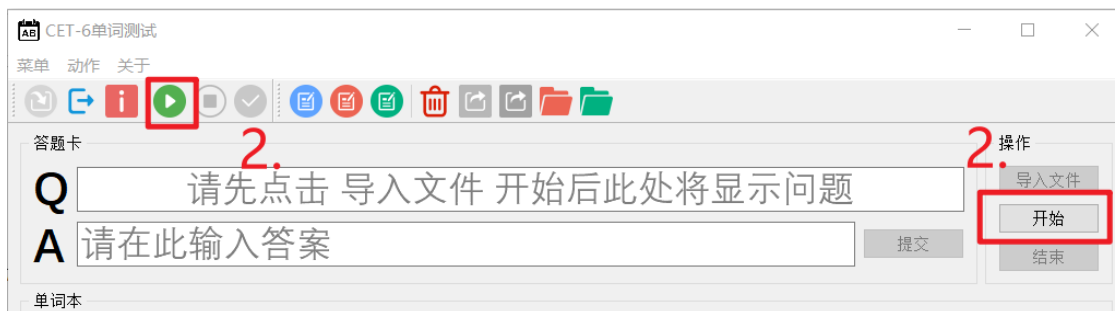 AB CET-6单词测试
菜单 动作 关于
2.
答题卡
Q 请先点击 导入文件 开始后此处将显示问题
A 请在此输入答案
提交
2.
操作
导入文件
开始
结束
单词本